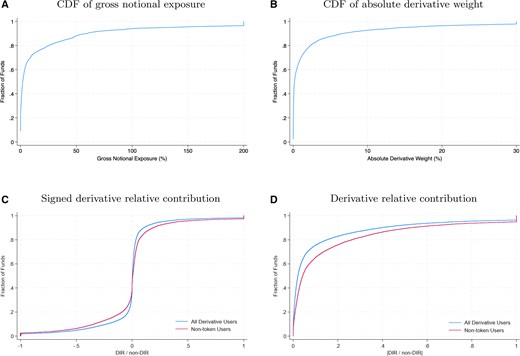 A
CDF of gross notional exposure
1
.8
.6
.4
.2
0
Fraction of Funds
0
50
100
150
200
Gross Notional Exposure (%)
B
CDF of absolute derivative weight
1
.8
.6
.4
.2
0
Fraction of Funds
0
10
20
30
Absolute Derivative Weight (%)
C
Signed derivative relative contribution
1
.8
.6
.4
.2
0
Fraction of Funds
All Derivative Users
Non-token Users
-1
-.5
0
.5
1
DIR / non-DIR
D
Derivative relative contribution
1
.8
.6
.4
.2
0
Fraction of Funds
All Derivative Users
Non-token Users
0
.2
.4
.6
.8
1
|DIR / non-DIR|